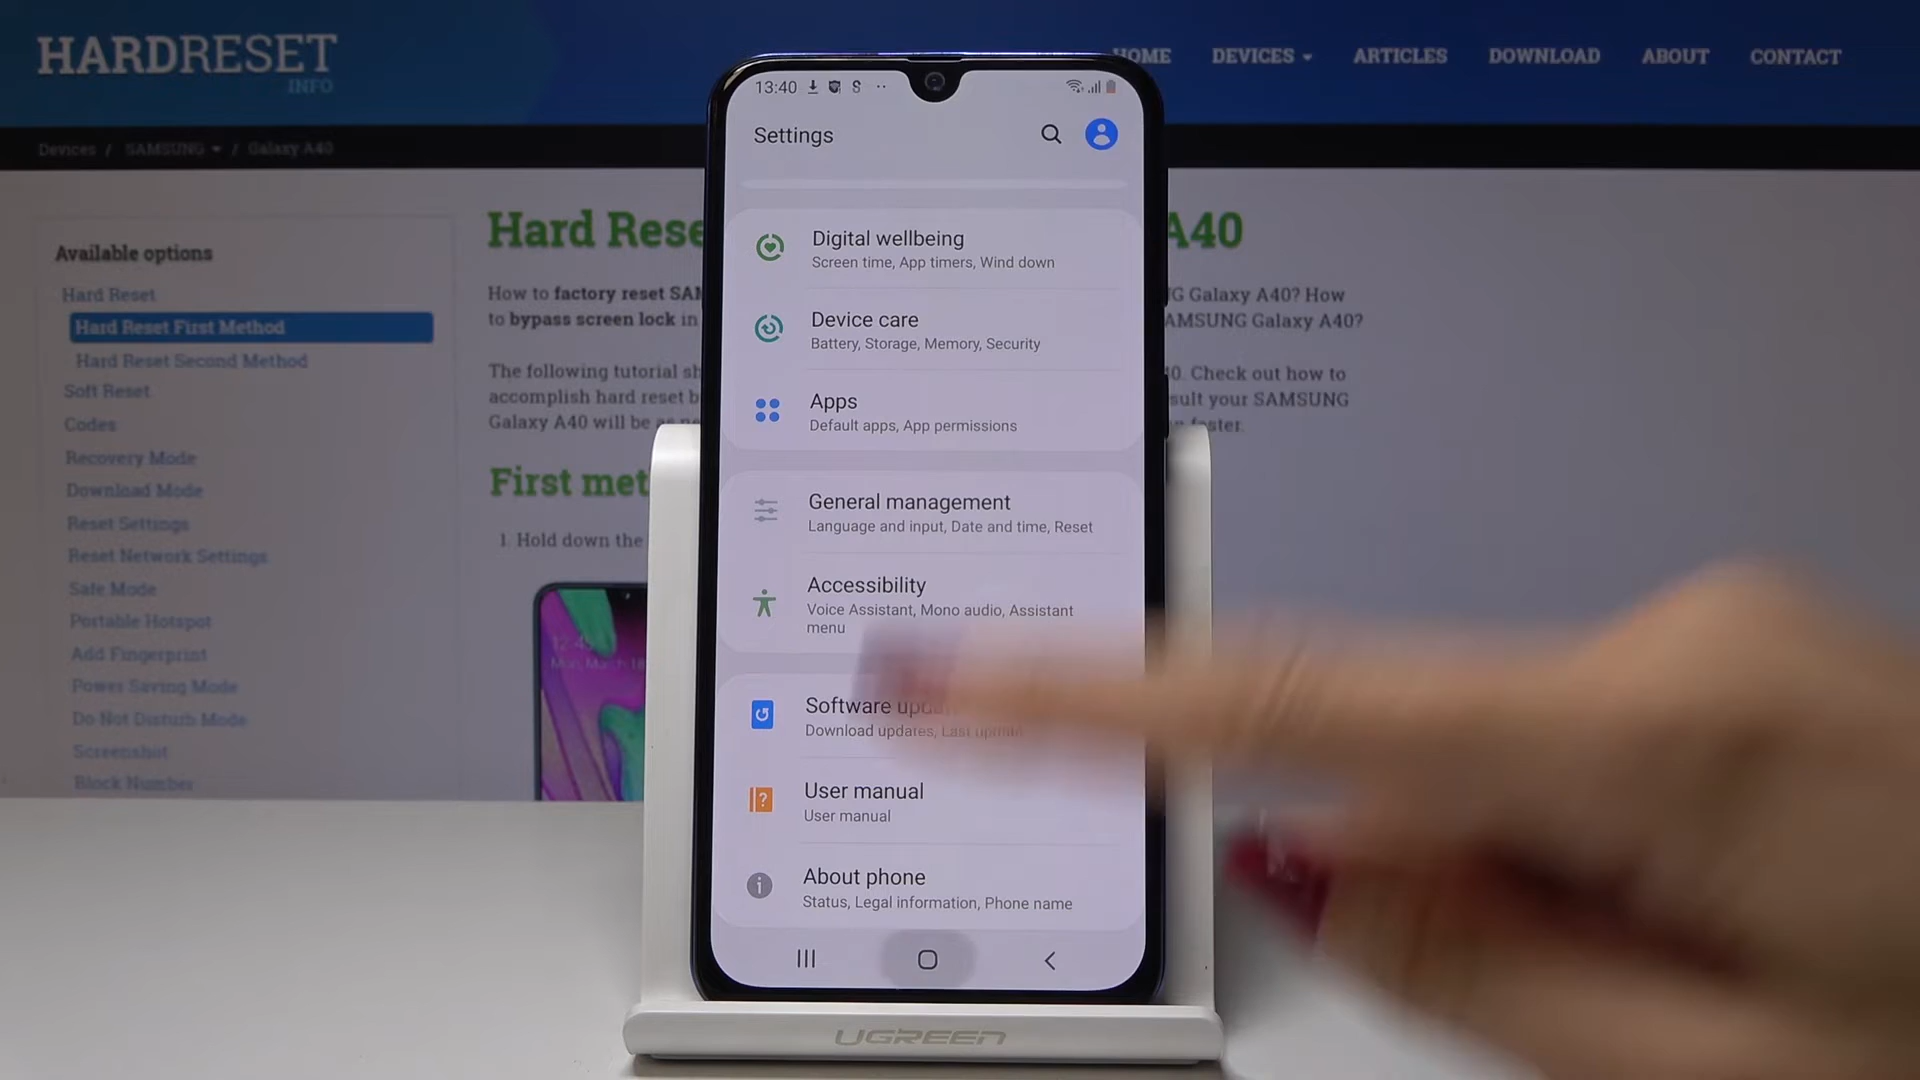 HARDRESET
INFO
HOME
DEVICES
ARTICLES
DOWNLOAD
ABOUT
CONTACT
Devices / SAMSUNG / Galaxy A40
Available options
Hard Reset
Hard Reset First Method
Hard Reset Second Method
Soft Reset
Codes
Recovery Mode
Download Mode
Reset Settings
Reset Network Settings
Safe Mode
Portable Hotspot
Add Fingerprint
Power Saving Mode
Do Not Disturb Mode
Screenshot
Block Number
Hard Rese
A40
How to factory reset SA
G Galaxy A40? How
to bypass screen lock in
AMSUNG Galaxy A40?
The following tutorial sh
0. Check out how to
accomplish hard reset b
sult your SAMSUNG
Galaxy A40 will be as ne
faster.
First met
1. Hold down the
13:40
Settings
Digital wellbeing
Screen time, App timers, Wind down
Device care
Battery, Storage, Memory, Security
Apps
Default apps, App permissions
General management
Language and input, Date and time, Reset
Accessibility
Voice Assistant, Mono audio, Assistant
menu
Software update
Download updates, Last update
User manual
User manual
About phone
Status, Legal information, Phone name
UGREEN